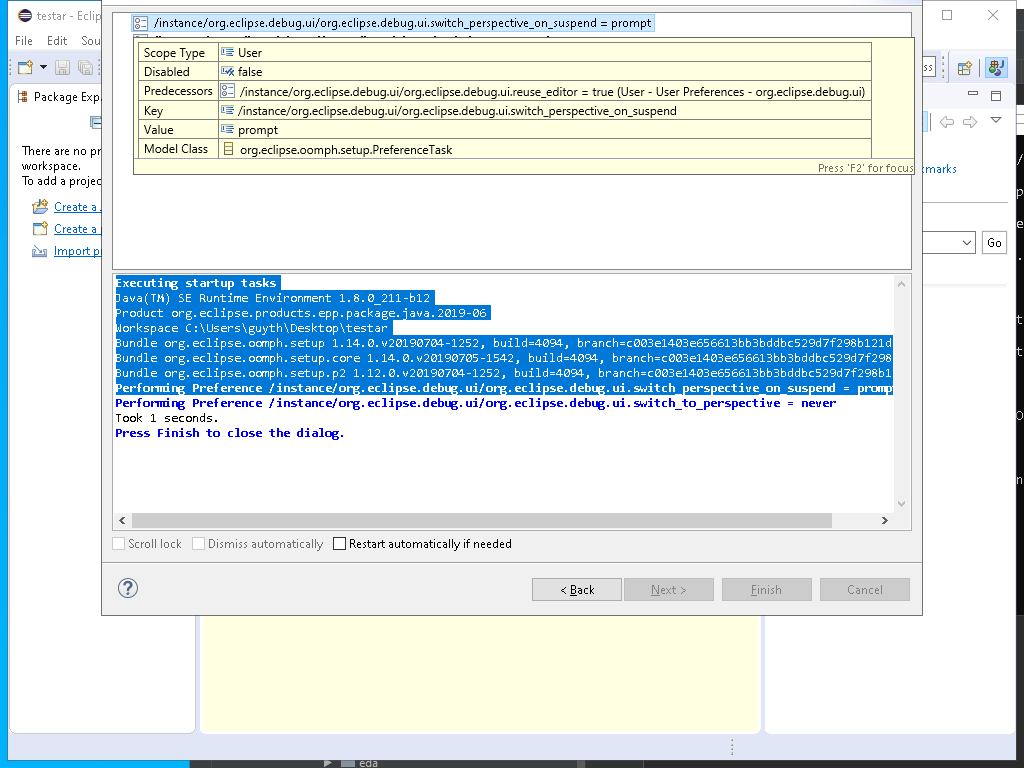 testar - Eclip
/instance/org.eclipse.debug.ui/org.eclipse.debug.ui.switch_perspective_on_suspend = prompt
File Edit Sou
Scope Type User
Disabled false
Predecessors /instance/org.eclipse.debug.ui/org.eclipse.debug.ui.reuse_editor = true (User - User Preferences - org.eclipse.debug.ui)
Key /instance/org.eclipse.debug.ui/org.eclipse.debug.ui.switch_perspective_on_suspend
Value prompt
Model Class org.eclipse.oomph.setup.PreferenceTask
Press 'F2' for focus
ss
Package Exp
There are no pr
workspace.
To add a projec
Create a
Create a
Import p
kmarks
Go
Executing startup tasks
Java(TM) SE Runtime Environment 1.8.0_211-b12
Product org.eclipse.products.epp.package.java.2019-06
Workspace C:\Users\guyth\Desktop\testar
Bundle org.eclipse.oomph.setup 1.14.0.v20190704-1252, build=4094, branch=c003e1403e656613bb3bddbc529d7f298b121d
Bundle org.eclipse.oomph.setup.core 1.14.0.v20190705-1542, build=4094, branch=c003e1403e656613bb3bddbc529d7f298
Bundle org.eclipse.oomph.setup.p2 1.12.0.v20190704-1252, build=4094, branch=c003e1403e656613bb3bddbc529d7f298b1
Performing Preference /instance/org.eclipse.debug.ui/org.eclipse.debug.ui.switch_perspective_on_suspend = promp
Performing Preference /instance/org.eclipse.debug.ui/org.eclipse.debug.ui.switch_to_perspective = never
Took 1 seconds.
Press Finish to close the dialog.
Scroll lock Dismiss automatically Restart automatically if needed
? < Back Next > Finish Cancel
eda